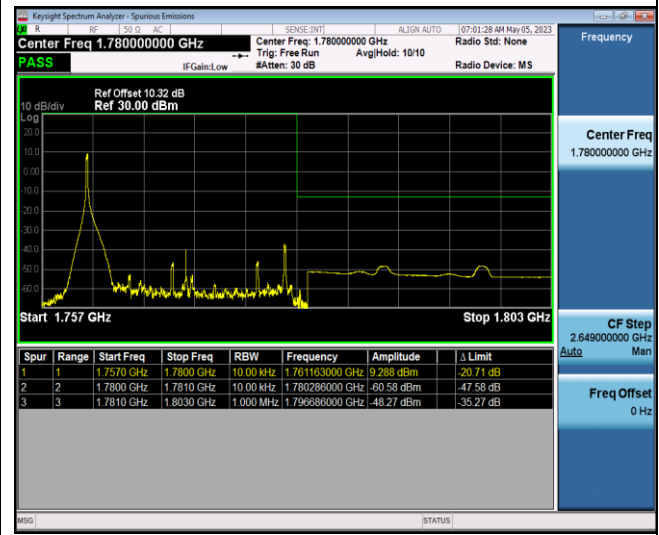 Keysight Spectrum Analyzer - Spurious Emissions
R RF 50 Ω AC SENSE:INT ALIGN AUTO 07:01:28 AM May 05, 2023
Center Freq 1.780000000 GHz Center Freq: 1.780000000 GHz Radio Std: None
Trig: Free Run Avg|Hold: 10/10
PASS IFGain:Low #Atten: 30 dB Radio Device: MS
Frequency
Ref Offset 10.32 dB
10 dB/div Ref 30.00 dBm
Log
20.0
10.0
0.00
-10.0
-20.0
-30.0
-40.0
-50.0
-60.0
Start 1.757 GHz Stop 1.803 GHz
Center Freq
1.780000000 GHz
CF Step
2.649000000 GHz
Auto Man
Freq Offset
0 Hz
Spur Range Start Freq Stop Freq RBW Frequency Amplitude Δ Limit
1 1 1.7570 GHz 1.7800 GHz 10.00 kHz 1.761163000 GHz 9.288 dBm -20.71 dB
2 2 1.7800 GHz 1.7810 GHz 10.00 kHz 1.780286000 GHz -60.58 dBm -47.58 dB
3 3 1.7810 GHz 1.8030 GHz 1.000 MHz 1.796686000 GHz -48.27 dBm -35.27 dB
MSG STATUS